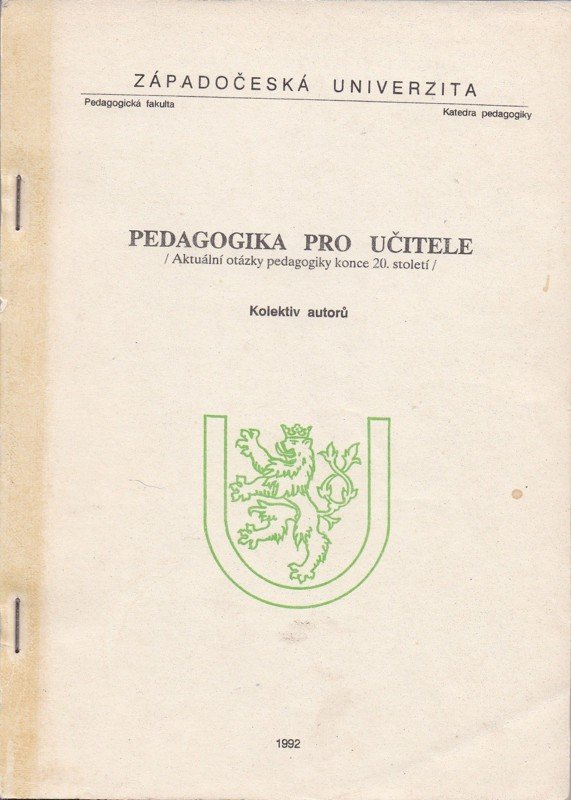 ZÁPADOČESKÁ UNIVERZITA
Pedagogická fakulta
Katedra pedagogiky
PEDAGOGIKA PRO UČITELE
/ Aktuální otázky pedagogiky konce 20. století /
Kolektiv autorů
1992